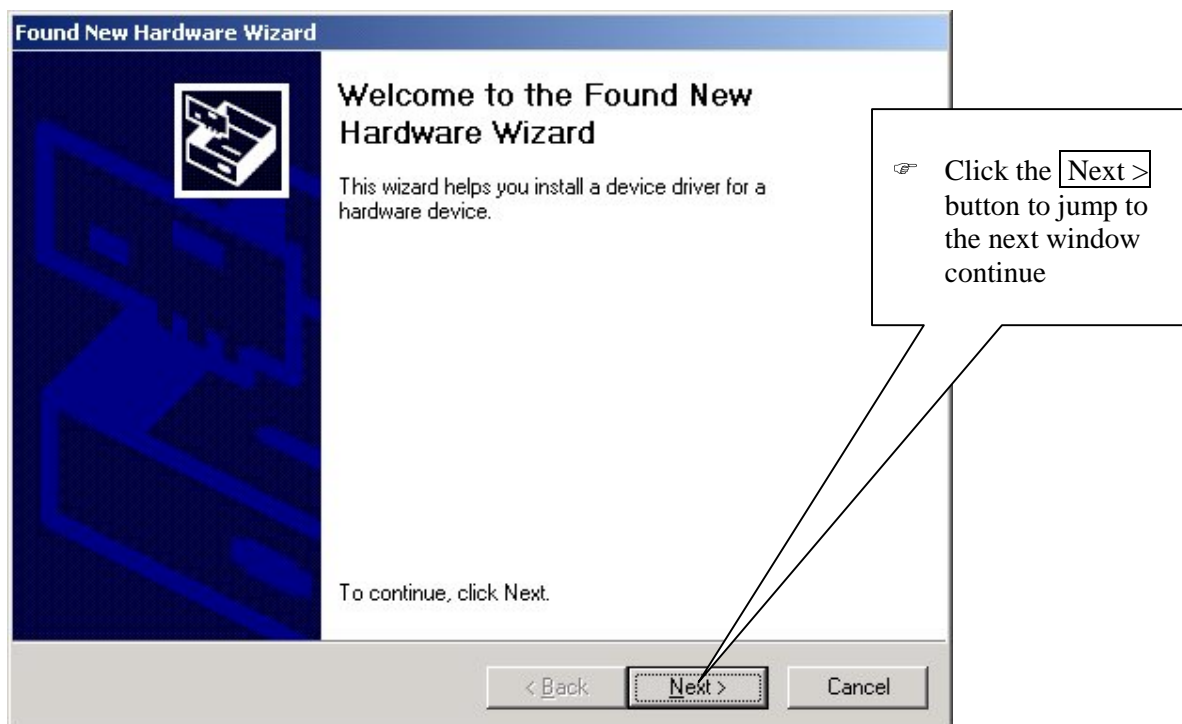 Found New Hardware Wizard
Welcome to the Found New
Hardware Wizard
This wizard helps you install a device driver for a
hardware device.
☞ Click the Next >
button to jump to
the next window
continue
To continue, click Next.
< Back
Next >
Cancel